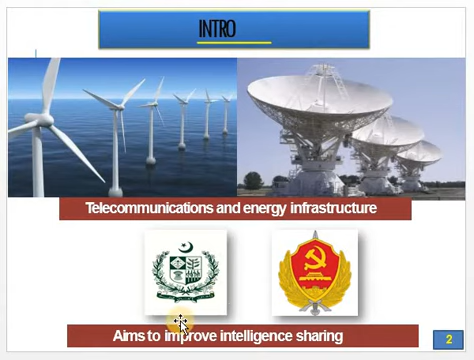 INTRO
Telecommunications and energy infrastructure
Aims to improve intelligence sharing
2